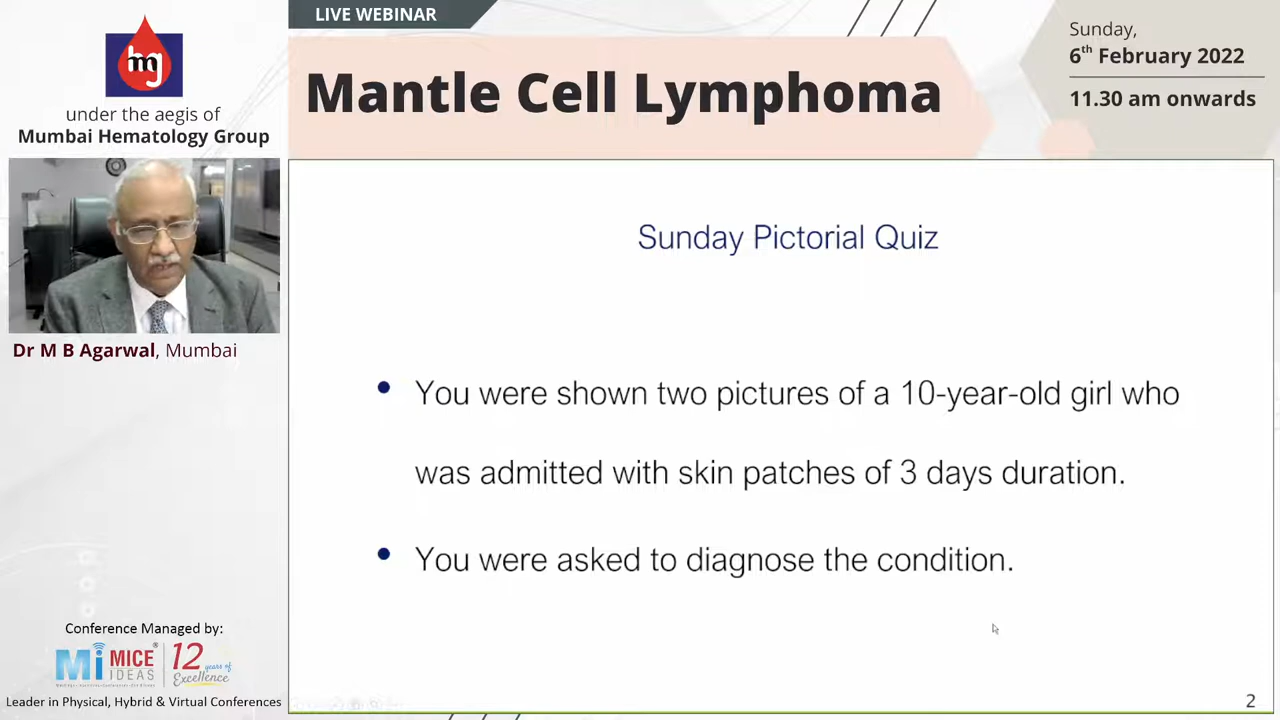 LIVE WEBINAR
Mantle Cell Lymphoma
Sunday,
6th February 2022
11.30 am onwards
mg
under the aegis of
Mumbai Hematology Group
Dr M B Agarwal, Mumbai
Sunday Pictorial Quiz
• You were shown two pictures of a 10-year-old girl who
was admitted with skin patches of 3 days duration.
• You were asked to diagnose the condition.
Conference Managed by:
Mi MICE IDEAS
12 years of Excellence
Leader in Physical, Hybrid & Virtual Conferences
2